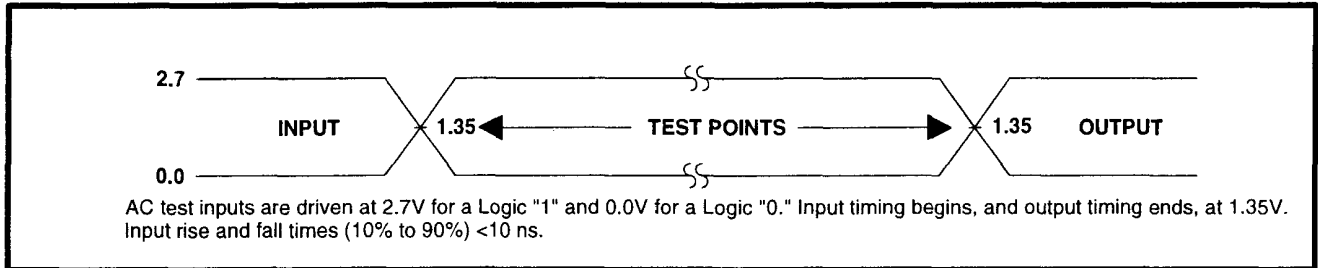 2.7
INPUT 1.35 TEST POINTS 1.35 OUTPUT
0.0
AC test inputs are driven at 2.7V for a Logic "1" and 0.0V for a Logic "0." Input timing begins, and output timing ends, at 1.35V.
Input rise and fall times (10% to 90%) <10 ns.